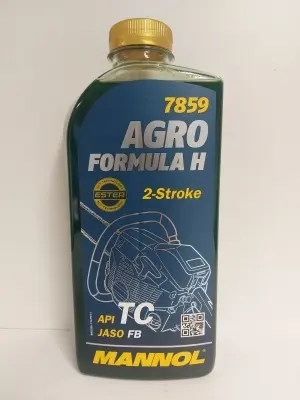 7859
AGRO
FORMULA H
ESTER
2-Stroke
API TC
JASO FB
MANNOL